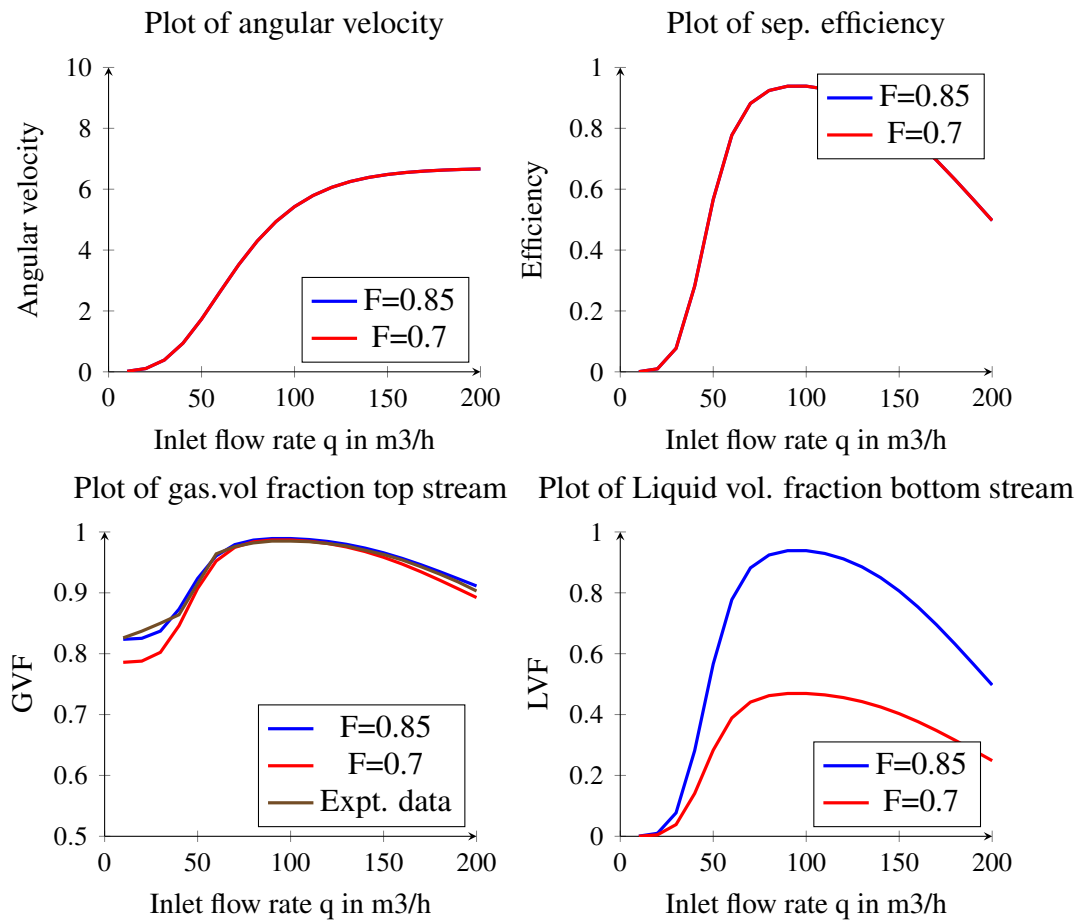 Plot of angular velocity
10
8
6
4
2
0
Angular velocity
F=0.85
F=0.7
0 50 100 150 200
Inlet flow rate q in m3/h
Plot of sep. efficiency
1
0.8
0.6
0.4
0.2
0
Efficiency
F=0.85
F=0.7
0 50 100 150 200
Inlet flow rate q in m3/h
Plot of gas.vol fraction top stream
1
0.9
0.8
0.7
0.6
0.5
GVF
F=0.85
F=0.7
Expt. data
0 50 100 150 200
Inlet flow rate q in m3/h
Plot of Liquid vol. fraction bottom stream
1
0.8
0.6
0.4
0.2
0
LVF
F=0.85
F=0.7
0 50 100 150 200
Inlet flow rate q in m3/h